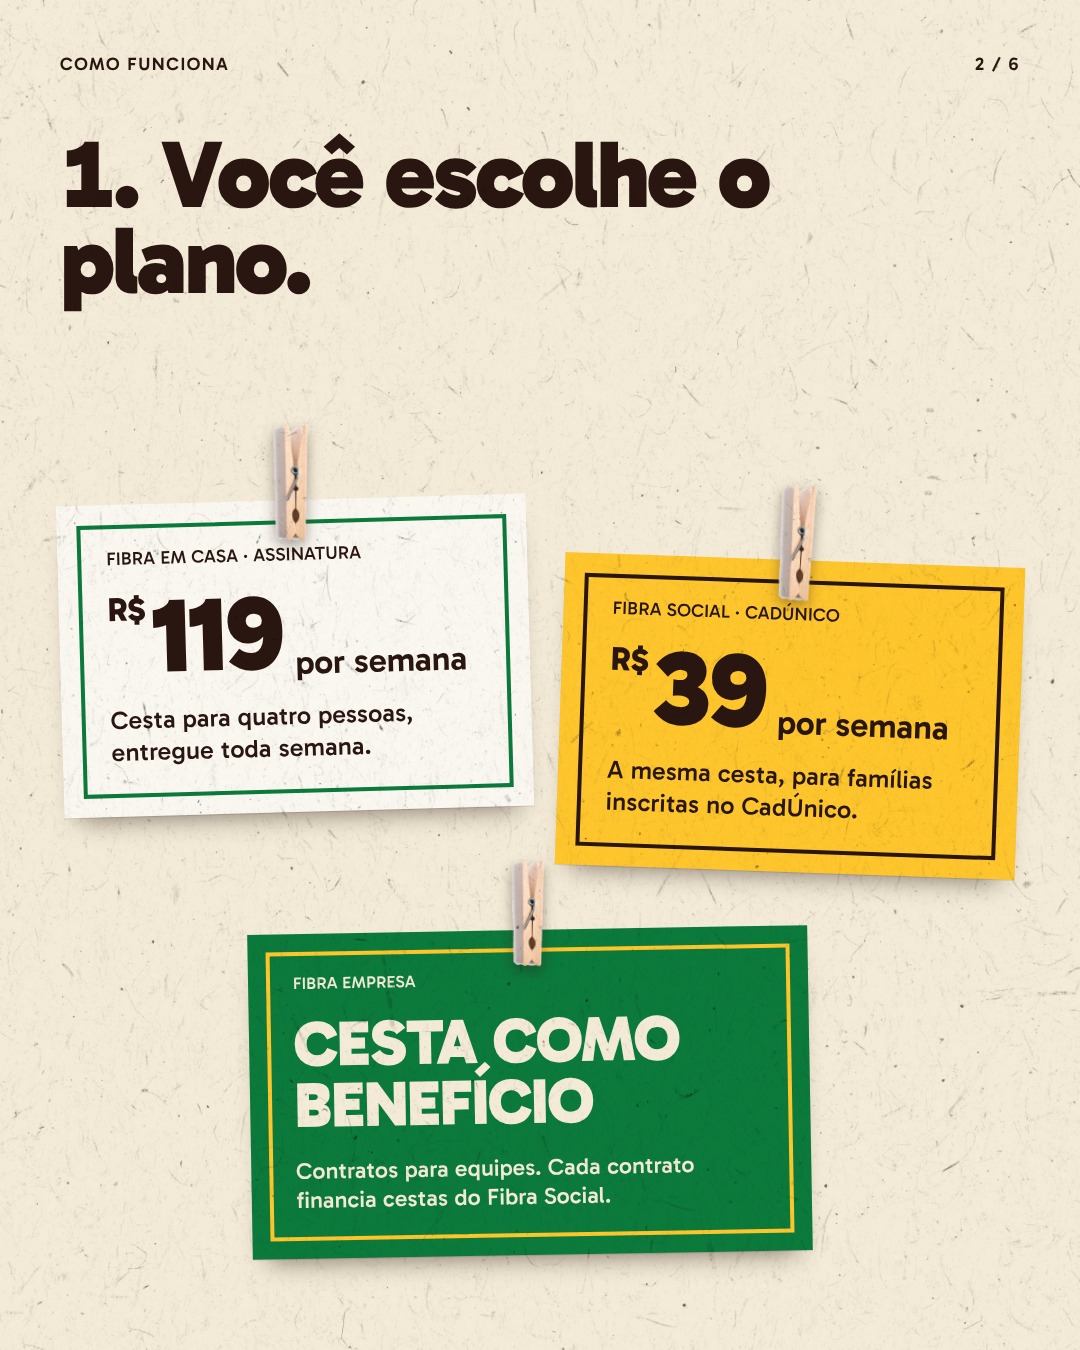 COMO FUNCIONA
2 / 6
1. Você escolhe o
plano.
FIBRA EM CASA · ASSINATURA
R$ 119 por semana
Cesta para quatro pessoas,
entregue toda semana.
FIBRA SOCIAL · CADÚNICO
R$ 39 por semana
A mesma cesta, para famílias
inscritas no CadÚnico.
FIBRA EMPRESA
CESTA COMO
BENEFÍCIO
Contratos para equipes. Cada contrato
financia cestas do Fibra Social.